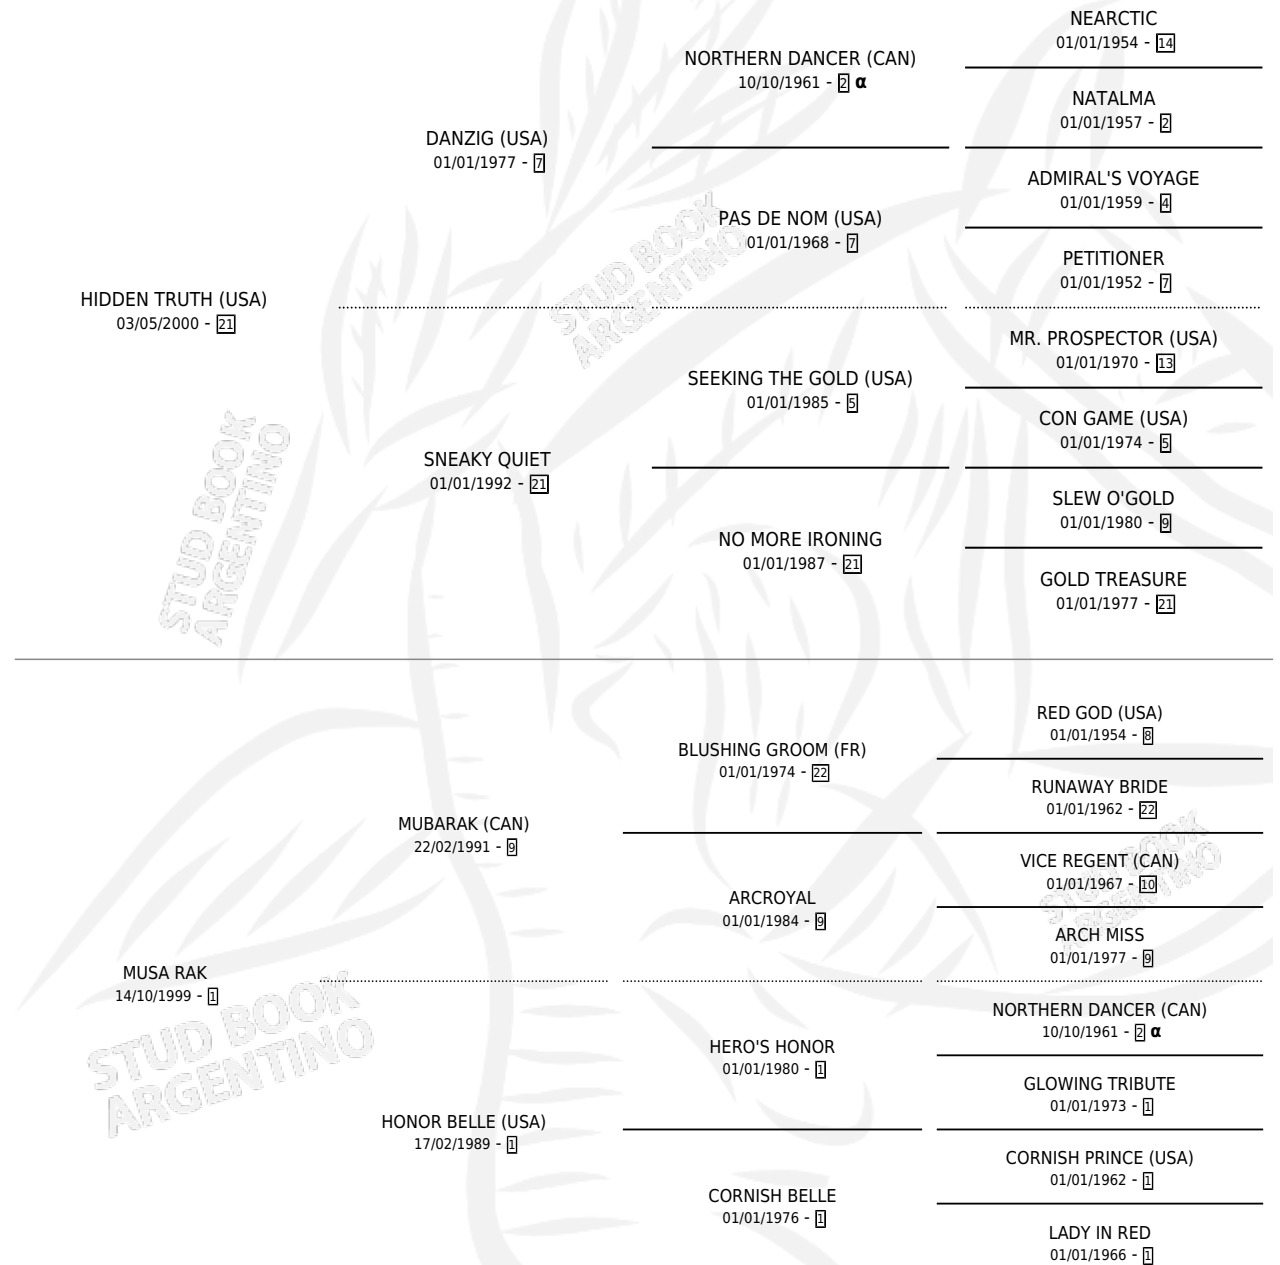 NEARCTIC
01/01/1954 - 14
NORTHERN DANCER (CAN)
10/10/1961 - 2 α
NATALMA
01/01/1957 - 2
DANZIG (USA)
01/01/1977 - 7
ADMIRAL'S VOYAGE
01/01/1959 - 4
PAS DE NOM (USA)
01/01/1968 - 7
PETITIONER
01/01/1952 - 7
HIDDEN TRUTH (USA)
03/05/2000 - 21
MR. PROSPECTOR (USA)
01/01/1970 - 13
SEEKING THE GOLD (USA)
01/01/1985 - 5
CON GAME (USA)
01/01/1974 - 5
SNEAKY QUIET
01/01/1992 - 21
SLEW O'GOLD
01/01/1980 - 9
NO MORE IRONING
01/01/1987 - 21
GOLD TREASURE
01/01/1977 - 21
RED GOD (USA)
01/01/1954 - 8
BLUSHING GROOM (FR)
01/01/1974 - 22
RUNAWAY BRIDE
01/01/1962 - 22
MUBARAK (CAN)
22/02/1991 - 9
VICE REGENT (CAN)
01/01/1967 - 10
ARCROYAL
01/01/1984 - 9
ARCH MISS
01/01/1977 - 9
MUSA RAK
14/10/1999 - 1
NORTHERN DANCER (CAN)
10/10/1961 - 2 α
HERO'S HONOR
01/01/1980 - 1
GLOWING TRIBUTE
01/01/1973 - 1
HONOR BELLE (USA)
17/02/1989 - 1
CORNISH PRINCE (USA)
01/01/1962 - 1
CORNISH BELLE
01/01/1976 - 1
LADY IN RED
01/01/1966 - 1
STUD BOOK
ARGENTINO
STUD BOOK
ARGENTINO
STUD BOOK
ARGENTINO
STUD BOOK
ARGENTINO